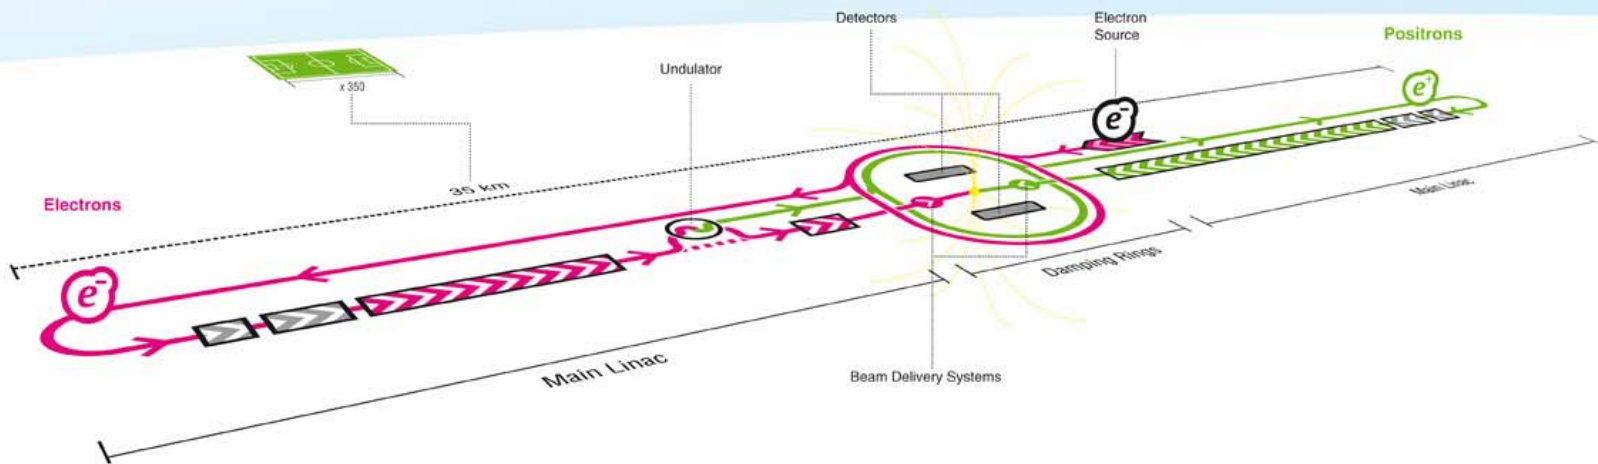 Detectors
Electron
Source
Positrons
Undulator
x 350
e⁺
e⁻
35 km
Electrons
e⁻
Main Linac
Damping Rings
Main Linac
Beam Delivery Systems